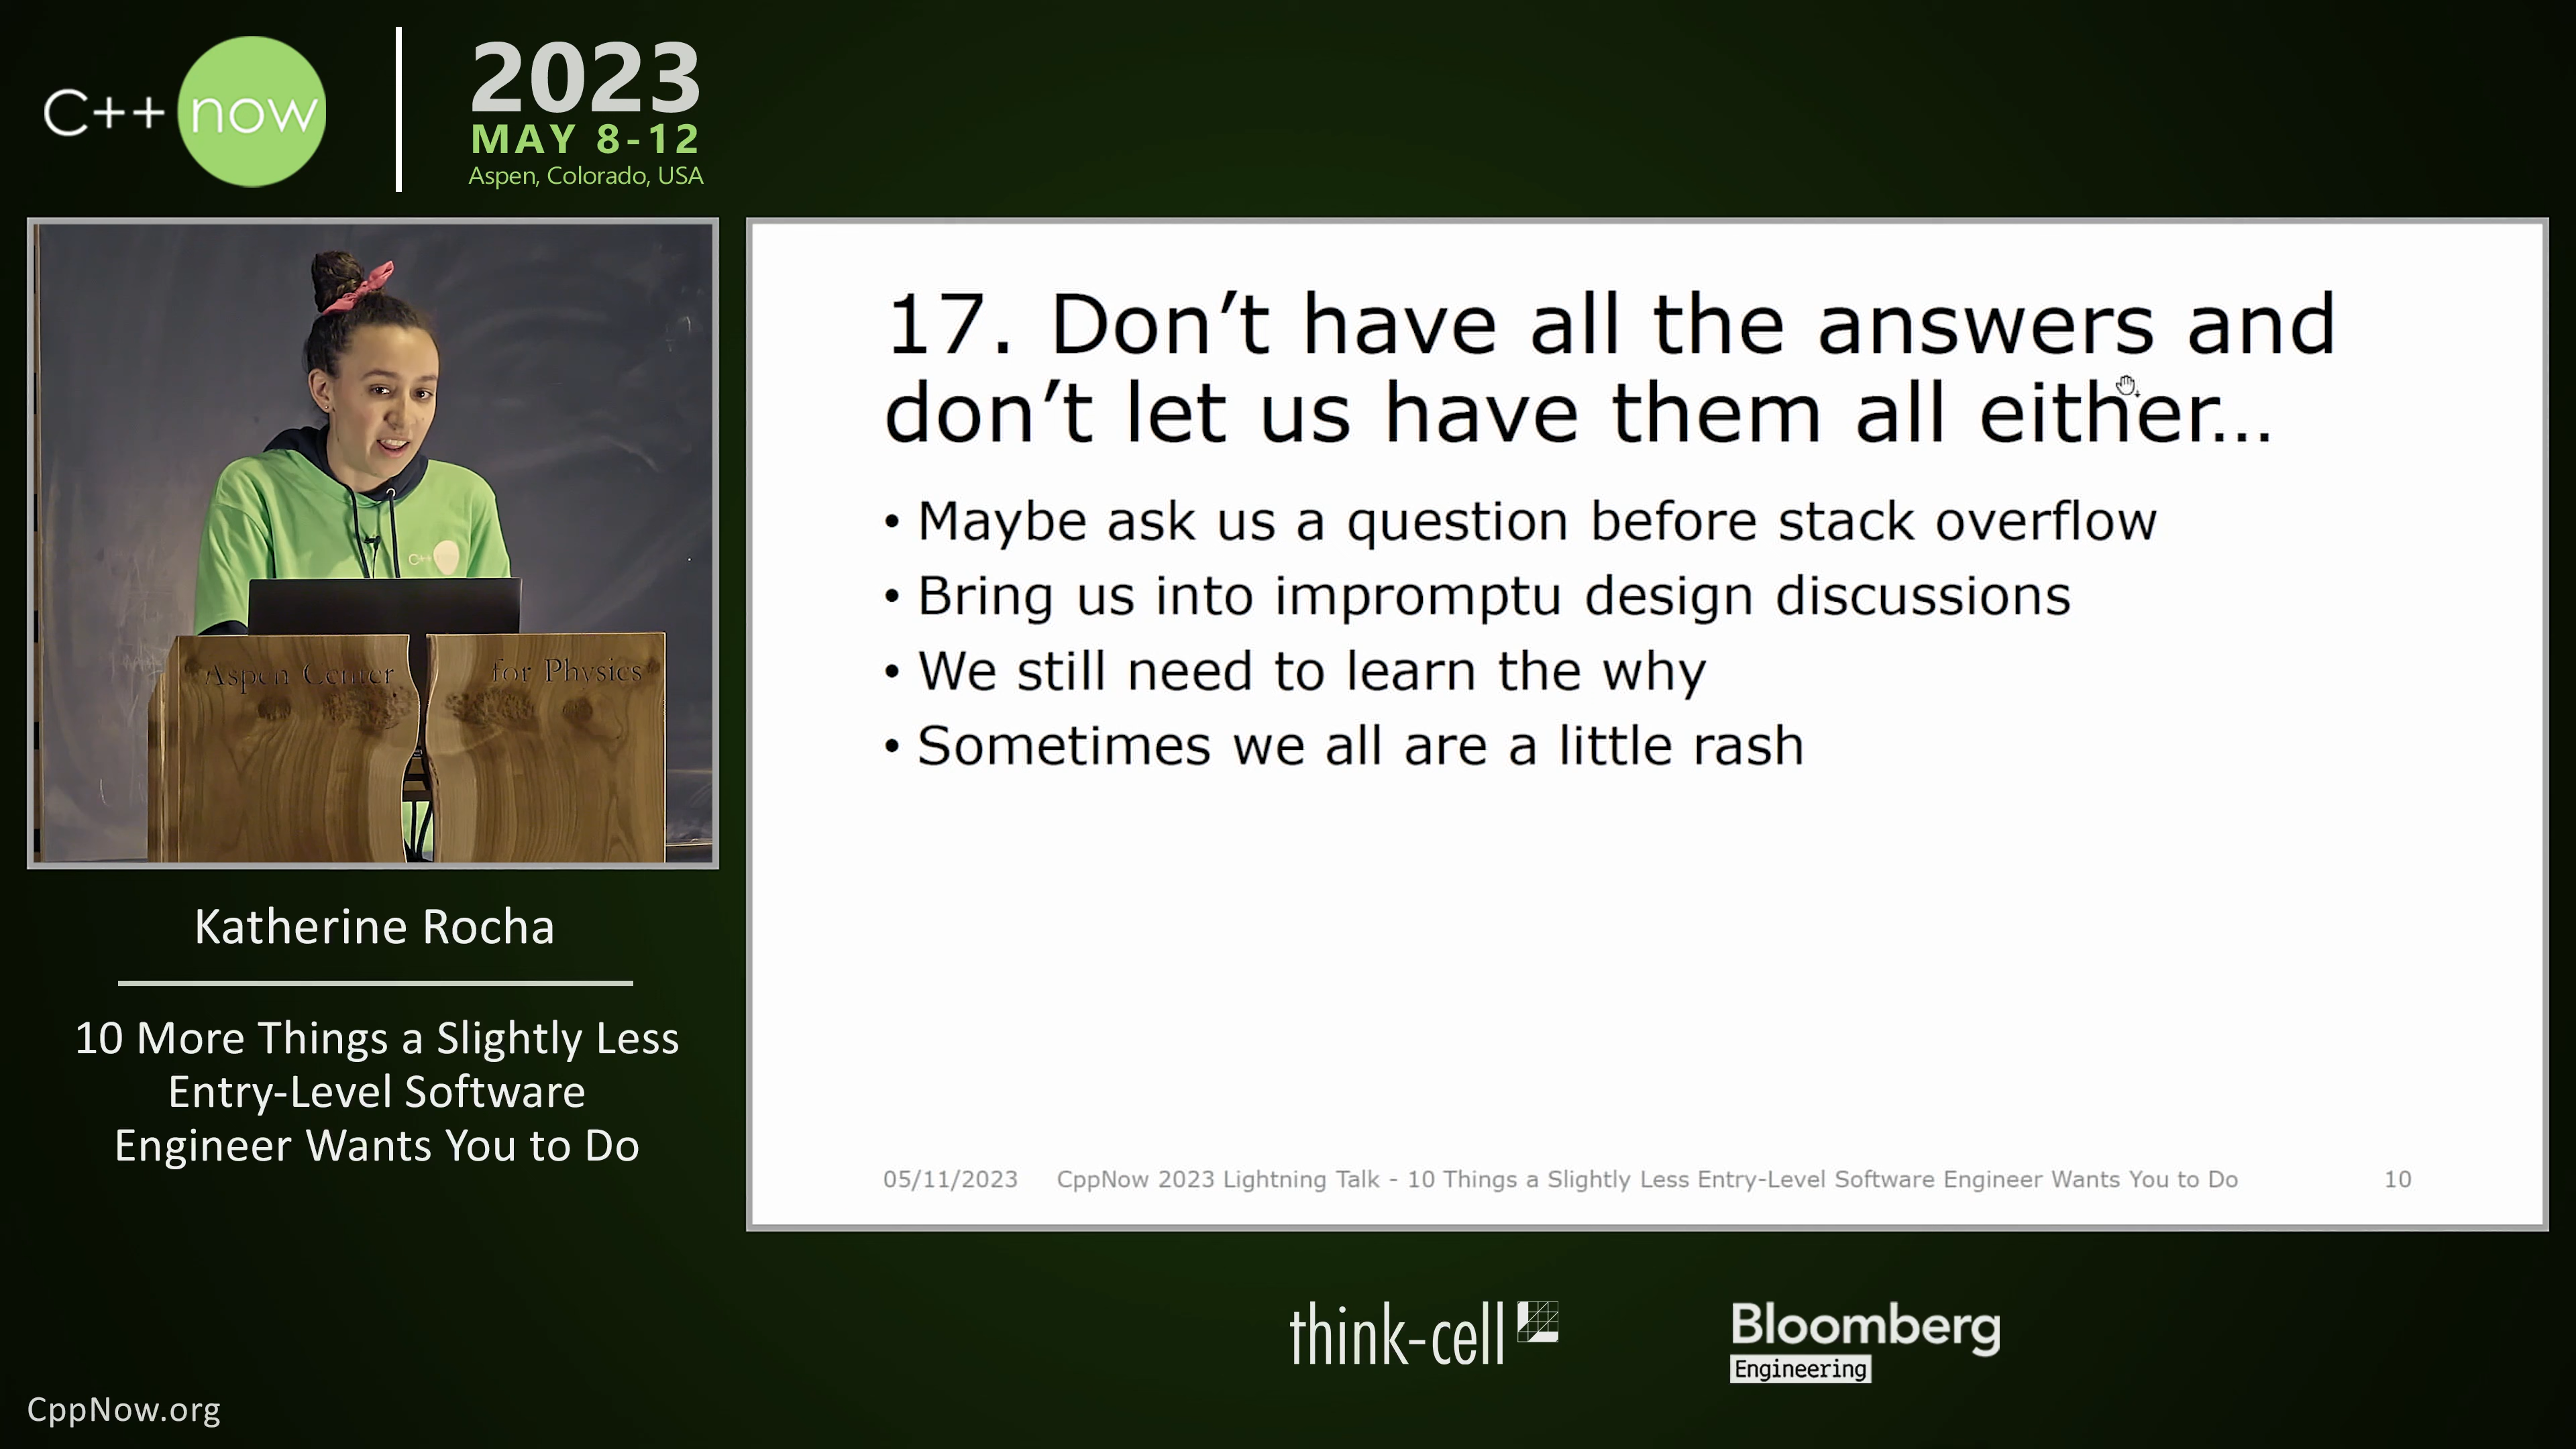 C++ now
2023
MAY 8-12
Aspen, Colorado, USA
C++
Aspen Center for Physics
Katherine Rocha
10 More Things a Slightly Less
Entry-Level Software
Engineer Wants You to Do
17. Don’t have all the answers and
don’t let us have them all either...
• Maybe ask us a question before stack overflow
• Bring us into impromptu design discussions
• We still need to learn the why
• Sometimes we all are a little rash
05/11/2023 CppNow 2023 Lightning Talk - 10 Things a Slightly Less Entry-Level Software Engineer Wants You to Do 10
think-cell
Bloomberg
Engineering
CppNow.org